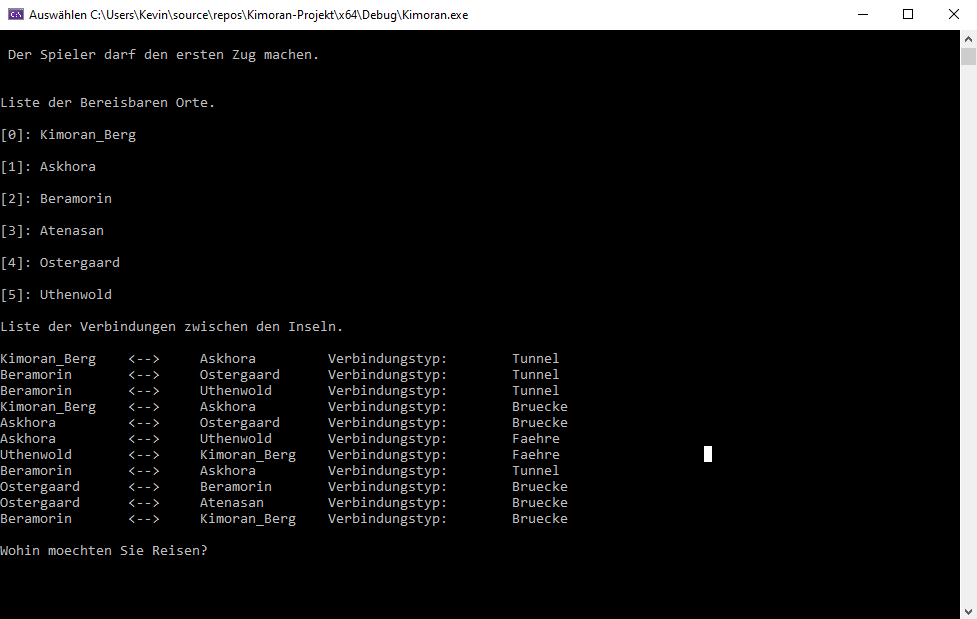 Auswählen C:\Users\Kevin\source\repos\Kimoran-Projekt\x64\Debug\Kimoran.exe
Der Spieler darf den ersten Zug machen.
Liste der Bereisbaren Orte.
[0]: Kimoran_Berg
[1]: Askhora
[2]: Beramorin
[3]: Atenasan
[4]: Ostergaard
[5]: Uthenwold
Liste der Verbindungen zwischen den Inseln.
Kimoran_Berg <--> Askhora Verbindungstyp: Tunnel
Beramorin <--> Ostergaard Verbindungstyp: Tunnel
Beramorin <--> Uthenwold Verbindungstyp: Tunnel
Kimoran_Berg <--> Askhora Verbindungstyp: Bruecke
Askhora <--> Ostergaard Verbindungstyp: Bruecke
Askhora <--> Uthenwold Verbindungstyp: Faehre
Uthenwold <--> Kimoran_Berg Verbindungstyp: Faehre
Beramorin <--> Askhora Verbindungstyp: Tunnel
Ostergaard <--> Beramorin Verbindungstyp: Bruecke
Ostergaard <--> Atenasan Verbindungstyp: Bruecke
Beramorin <--> Kimoran_Berg Verbindungstyp: Bruecke
Wohin moechten Sie Reisen?